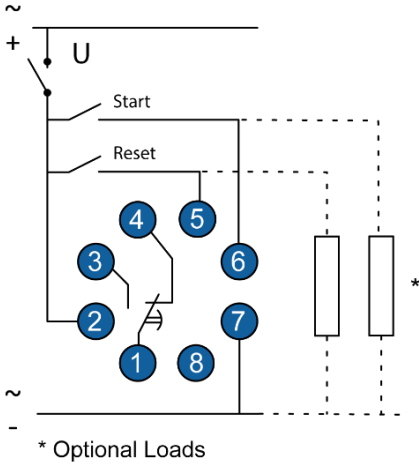 ~
+ U
Start
Reset
4 5
3 6
2 7
1 8
*
~
-
* Optional Loads